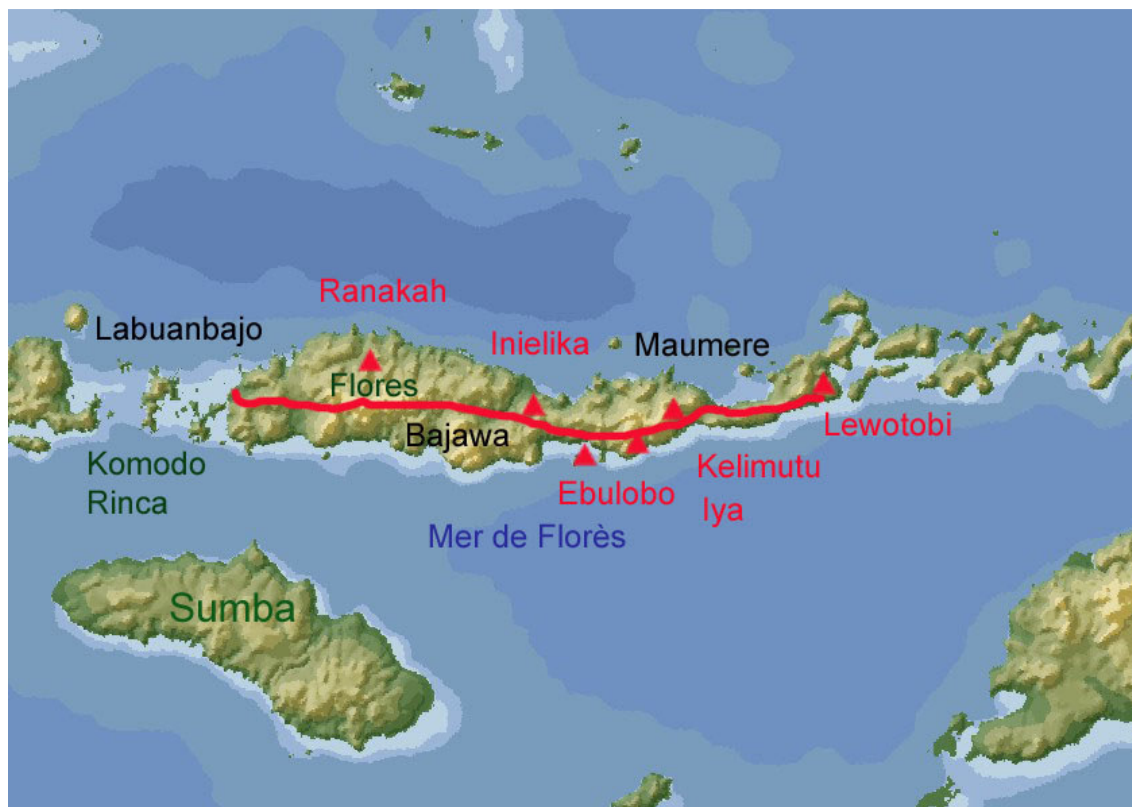 Ranakah
Labuanbajo
Inielika
Maumere
Flores
Bajawa
Lewotobi
Komodo
Rinca
Kelimutu
Ebulobo
Iya
Mer de Florès
Sumba